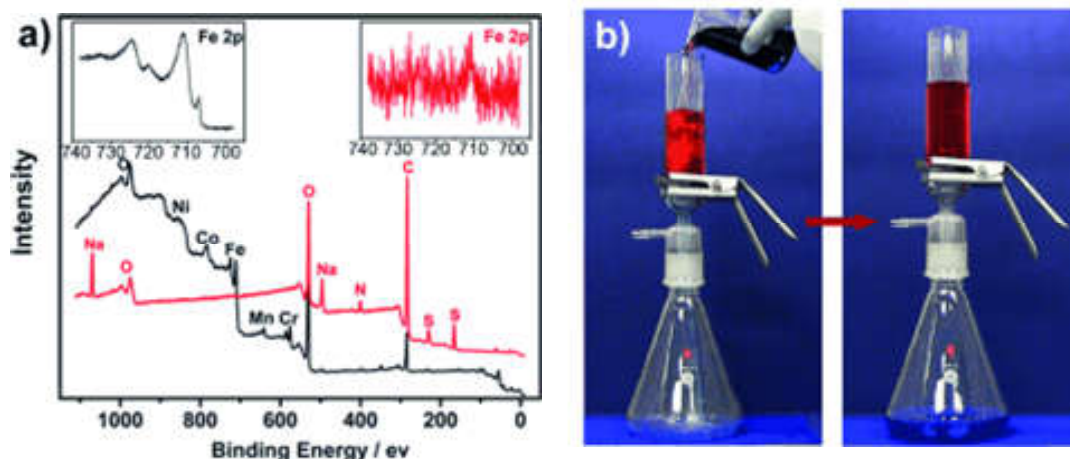 a)
Fe 2p
740 730 720 710 700
Fe 2p
740 730 720 710 700
Intensity
O
Ni
Co
Fe
Mn Cr
Na
O
O
Na
N
C
S
S
1000 800 600 400 200 0
Binding Energy / ev
b)